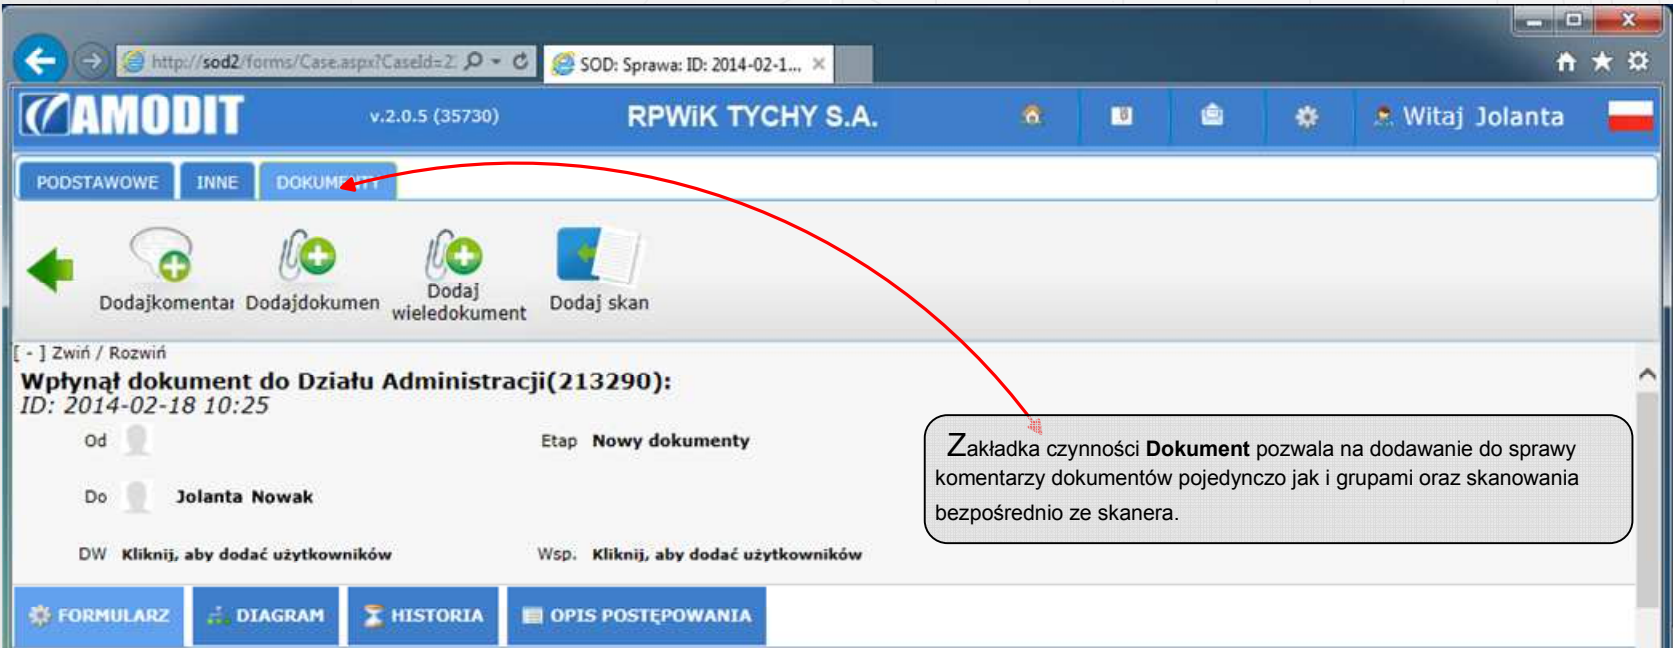 http://sod2/forms/Case.aspx?CaseId=2
SOD: Sprawa: ID: 2014-02-1... ×
AMODIT
v.2.0.5 (35730)
RPWiK TYCHY S.A.
Witaj Jolanta
PODSTAWOWE INNE DOKUMENTY
Dodajkomentar Dodajdokumen Dodaj
wieledokument Dodaj skan
[ - ] Zwiń / Rozwiń
Wpłynął dokument do Działu Administracji(213290):
ID: 2014-02-18 10:25
Od Etap Nowy dokumenty
Do Jolanta Nowak
DW Kliknij, aby dodać użytkowników Wsp. Kliknij, aby dodać użytkowników
Zakładka czynności Dokument pozwala na dodawanie do sprawy
komentarzy dokumentów pojedynczo jak i grupami oraz skanowania
bezpośrednio ze skanera.
FORMULARZ DIAGRAM HISTORIA OPIS POSTĘPOWANIA